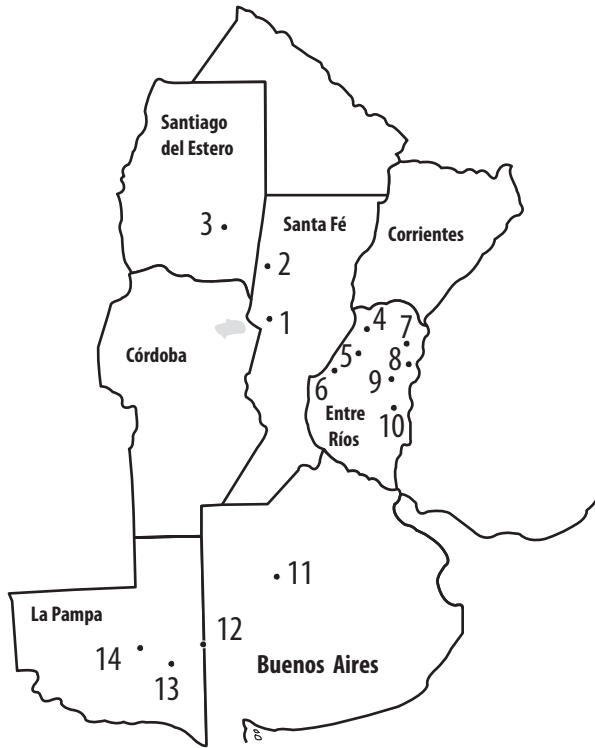 Santiago
del Estero
3
Santa Fé
Corrientes
2
1
4
7
Córdoba
5
8
6
9
Entre
Ríos
10
11
La Pampa
12
14
13
Buenos Aires